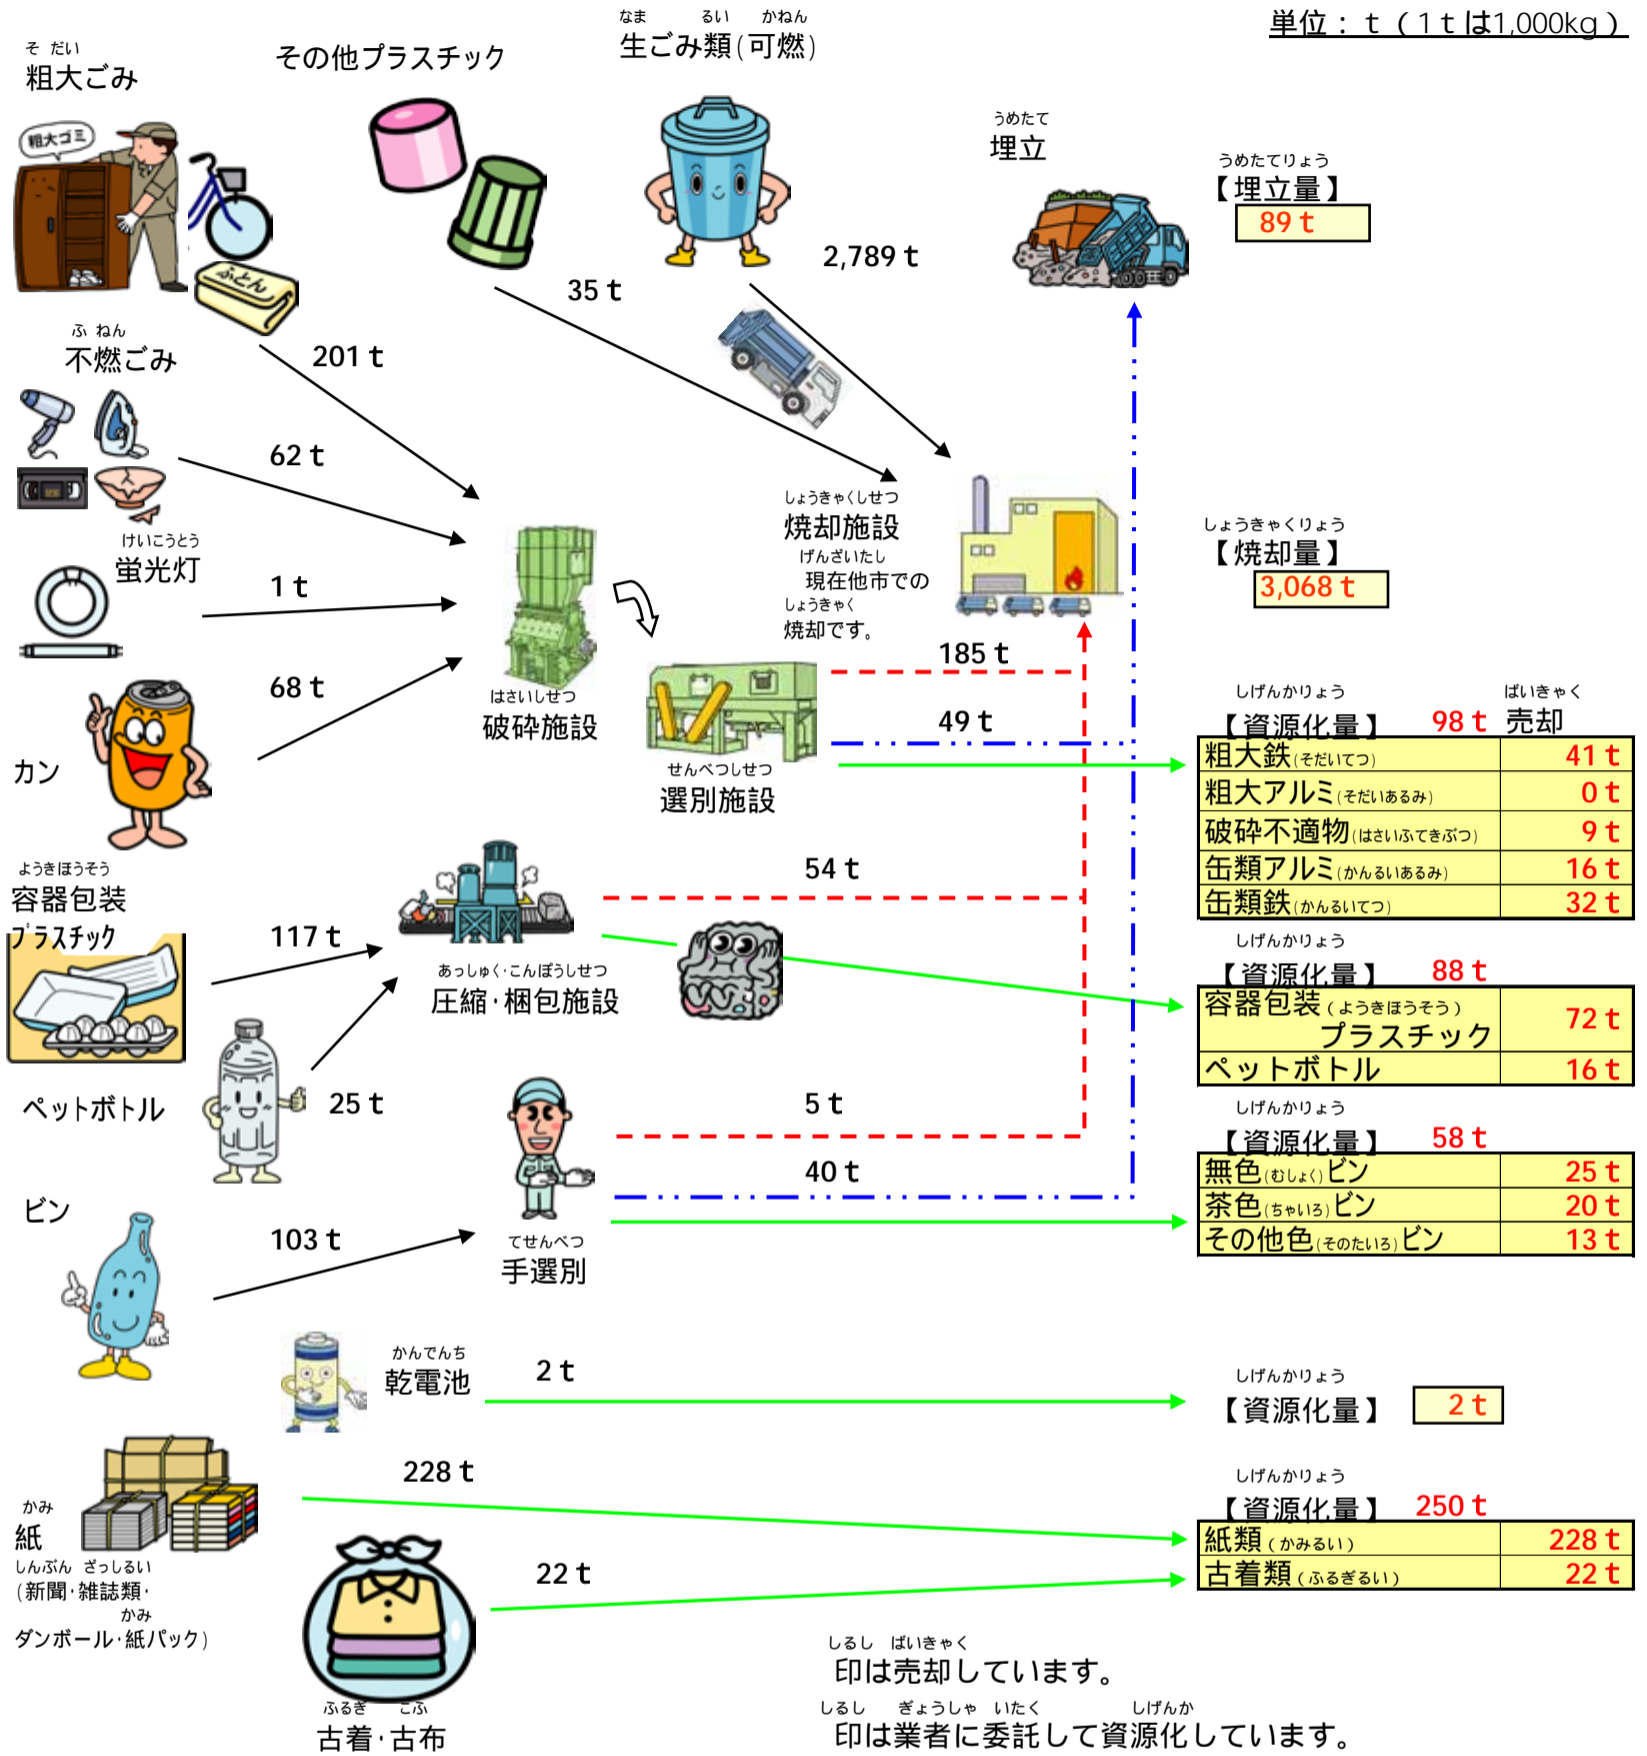 単位：ｔ（１ｔは1,000kg）
そ だい
粗大ごみ
粗大ゴミ
ふとん
その他プラスチック
なま るい かねん
生ごみ類(可燃)
うめたて
埋立
うめたてりょう
【埋立量】
89ｔ
2,789ｔ
35ｔ
201ｔ
ふ ねん
不燃ごみ
62ｔ
けいこうとう
蛍光灯
1ｔ
68ｔ
カン
はさいしせつ
破砕施設
せんべつしせつ
選別施設
しょうきゃくしせつ
焼却施設
げんざいたし
現在他市での
しょうきゃく
焼却です。
しょうきゃくりょう
【焼却量】
3,068ｔ
185ｔ
49ｔ
しげんかりょう ばいきゃく
【資源化量】 98ｔ 売却
粗大鉄(そだいてつ) 41ｔ
粗大アルミ(そだいあるみ) 0ｔ
破砕不適物(はさいふてきぶつ) 9ｔ
缶類アルミ(かんるいあるみ) 16ｔ
缶類鉄(かんるいてつ) 32ｔ
ようきほうそう
容器包装
プラスチック
117ｔ
あっしゅく・こんぽうしせつ
圧縮・梱包施設
54ｔ
しげんかりょう
【資源化量】 88ｔ
容器包装(ようきほうそう)
プラスチック 72ｔ
ペットボトル 16ｔ
ペットボトル
25ｔ
5ｔ
40ｔ
しげんかりょう
【資源化量】 58ｔ
無色(むしょく)ビン 25ｔ
茶色(ちゃいろ)ビン 20ｔ
その他色(そのたいろ)ビン 13ｔ
ビン
103ｔ
てせんべつ
手選別
かんでんち
乾電池
2ｔ
しげんかりょう
【資源化量】 2ｔ
228ｔ
かみ
紙
しんぶん ざっしるい
(新聞・雑誌類・
かみ
ダンボール・紙パック)
しげんかりょう
【資源化量】 250ｔ
紙類(かみるい) 228ｔ
古着類(ふるぎるい) 22ｔ
22ｔ
ふるぎ こふ
古着・古布
しるし ばいきゃく
印は売却しています。
しるし ぎょうしゃ いたく しげんか
印は業者に委託して資源化しています。